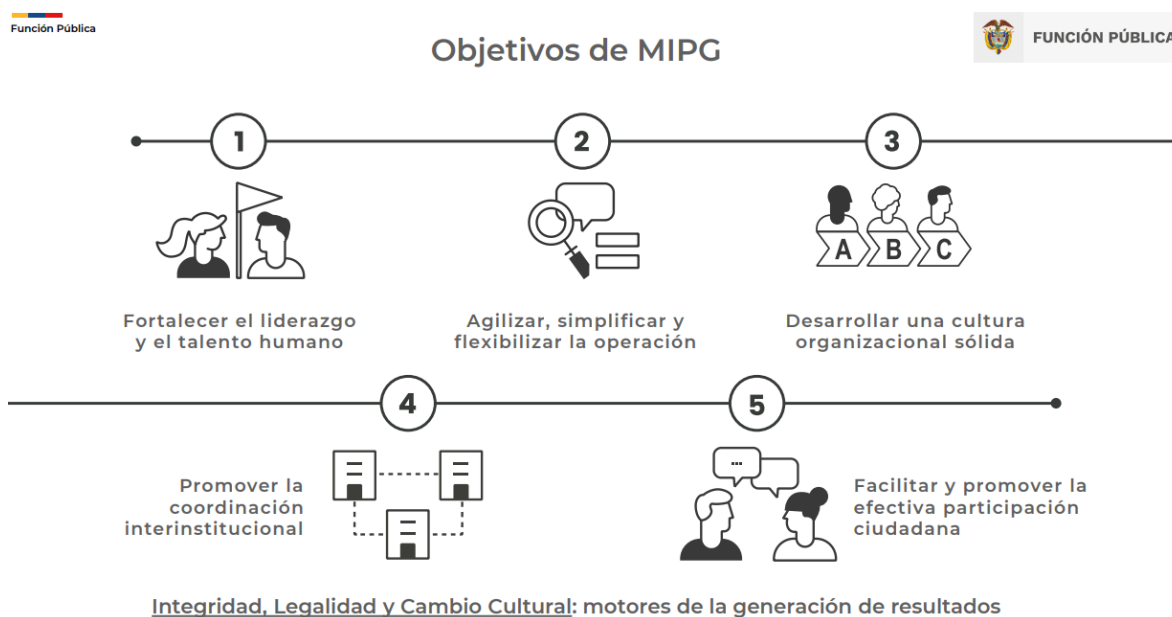 Función Pública
Objetivos de MIPG
FUNCIÓN PÚBLICA
1
2
3
A B C
Fortalecer el liderazgo
y el talento humano
Agilizar, simplificar y
flexibilizar la operación
Desarrollar una cultura
organizacional sólida
4
5
...
Promover la
coordinación
interinstitucional
Facilitar y promover la
efectiva participación
ciudadana
Integridad, Legalidad y Cambio Cultural: motores de la generación de resultados